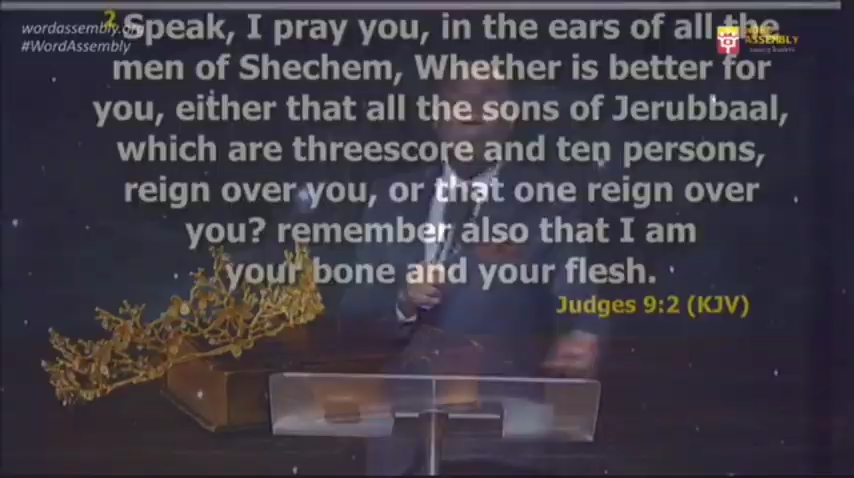 wordassembly.org
#WordAssembly
WORD
ASSEMBLY
2 Speak, I pray you, in the ears of all the
men of Shechem, Whether is better for
you, either that all the sons of Jerubbaal,
which are threescore and ten persons,
reign over you, or that one reign over
you? remember also that I am
your bone and your flesh.
Judges 9:2 (KJV)